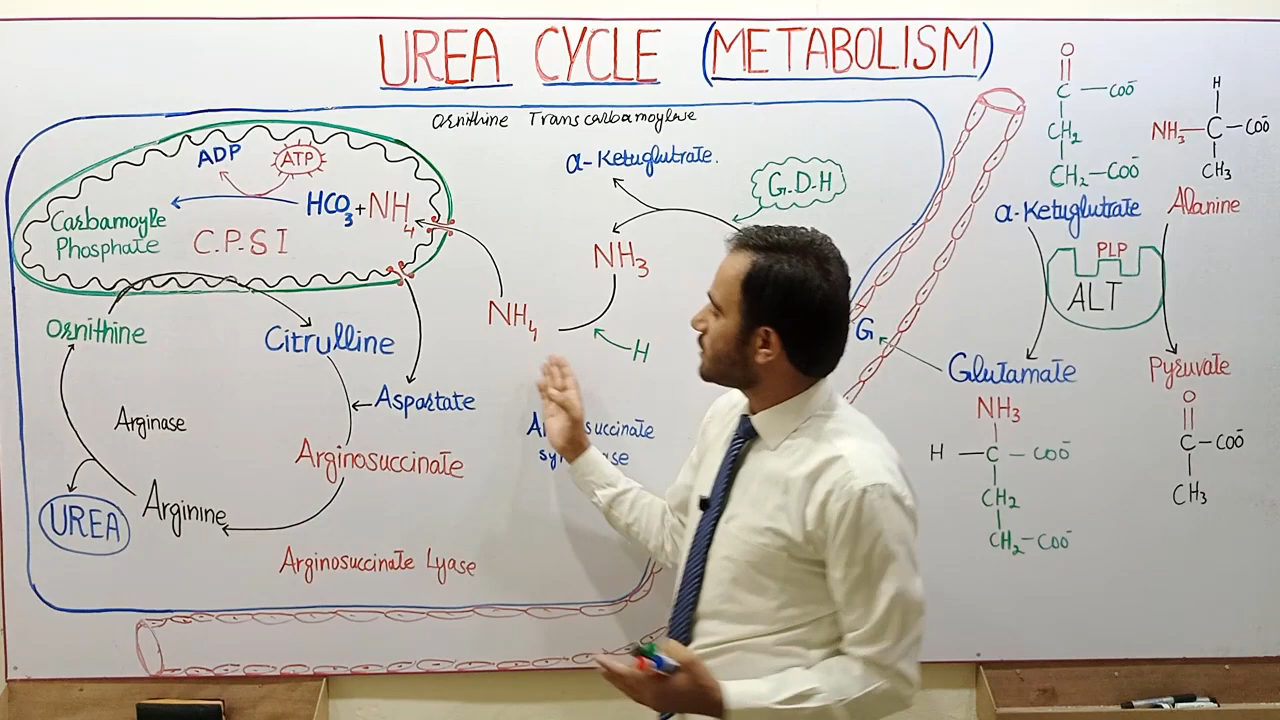 UREA CYCLE (METABOLISM)
Ornithine Transcarbamoylase
ADP
ATP
HCO3 + NH4
Carbamoyle
Phosphate
C.P.S I
α-Ketuglutrate.
G.D.H
NH3
NH4
H
Ornithine
Citrulline
Aspartate
Arginase
Arginosuccinate
Arginine
UREA
Arginosuccinate Lyase
G
O
C — COO-
CH2
CH2—COO-
α-Ketuglutrate
H
NH3—C—COO-
CH3
Alanine
PLP
ALT
Glutamate
NH3
H — C — COO-
CH2
CH2-COO-
Pyruvate
O
C — COO-
CH3